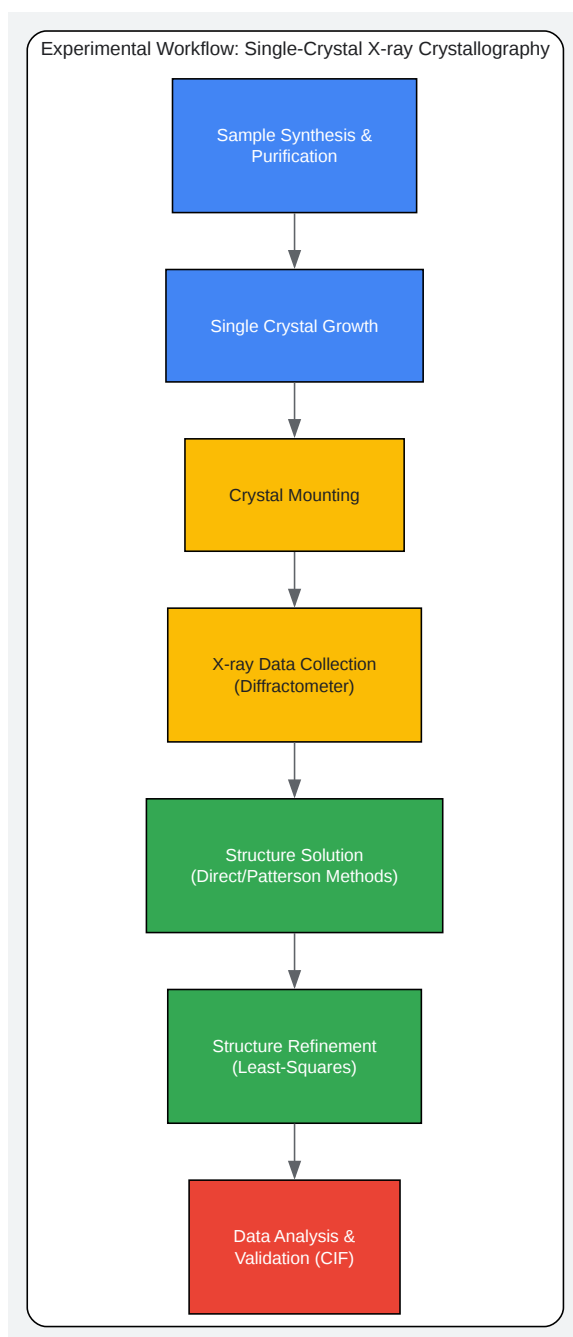 Experimental Workflow: Single-Crystal X-ray Crystallography
Sample Synthesis &
Purification
Single Crystal Growth
Crystal Mounting
X-ray Data Collection
(Diffractometer)
Structure Solution
(Direct/Patterson Methods)
Structure Refinement
(Least-Squares)
Data Analysis &
Validation (CIF)